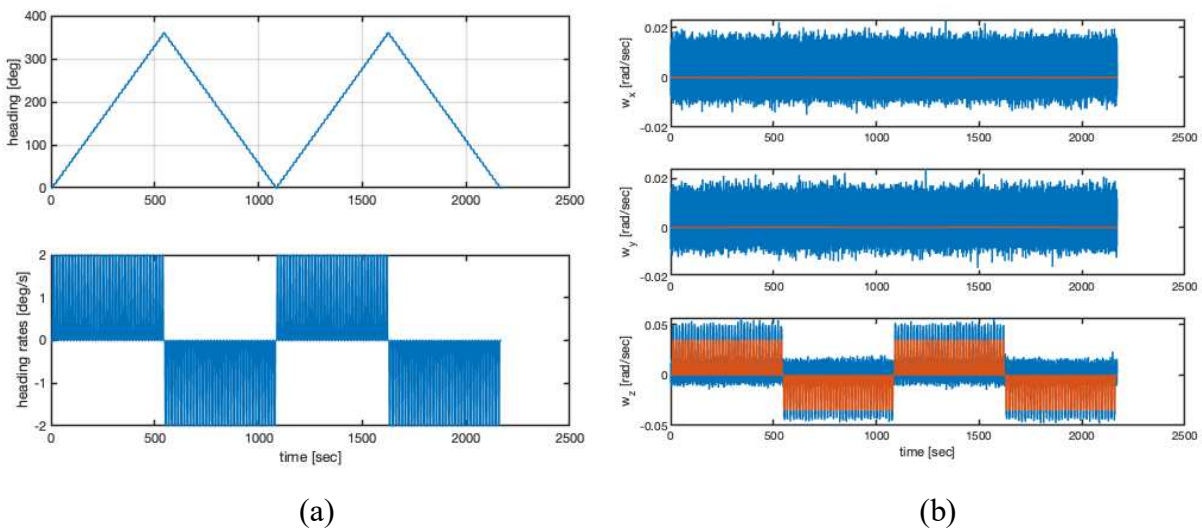 400
300
200
100
0
heading [deg]
0 500 1000 1500 2000 2500
2
1
0
-1
-2
heading rates [deg/s]
0 500 1000 1500 2000 2500
time [sec]
(a)
0.02
0
-0.02
w_x [rad/sec]
0 500 1000 1500 2000 2500
0.02
0
-0.02
w_y [rad/sec]
0 500 1000 1500 2000 2500
0.05
0
-0.05
w_z [rad/sec]
0 500 1000 1500 2000 2500
time [sec]
(b)